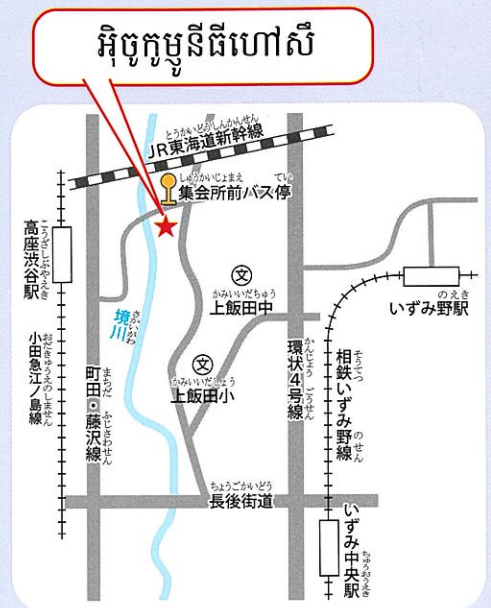 អ៊ិចូកូម្មូនីធីហៅសឺ
とうかいどうしんかんせん
JR東海道新幹線
しゅうかいじょまえ てい
集会所前バス停
こうざしぶやえき
高座渋谷駅
文
かみいいだちゅう
上飯田中
のえき
いずみ野駅
さかいがわ
境川
おだきゅうえのしません
小田急江ノ島線
まちだ ふじさわせん
町田・藤沢線
文
かみいいだしょう
上飯田小
かんじょう ごうせん
環状4号線
そうてつ のせん
相鉄いずみ野線
ちょうごかいどう
長後街道
ちゅうおうえき
いずみ中央駅